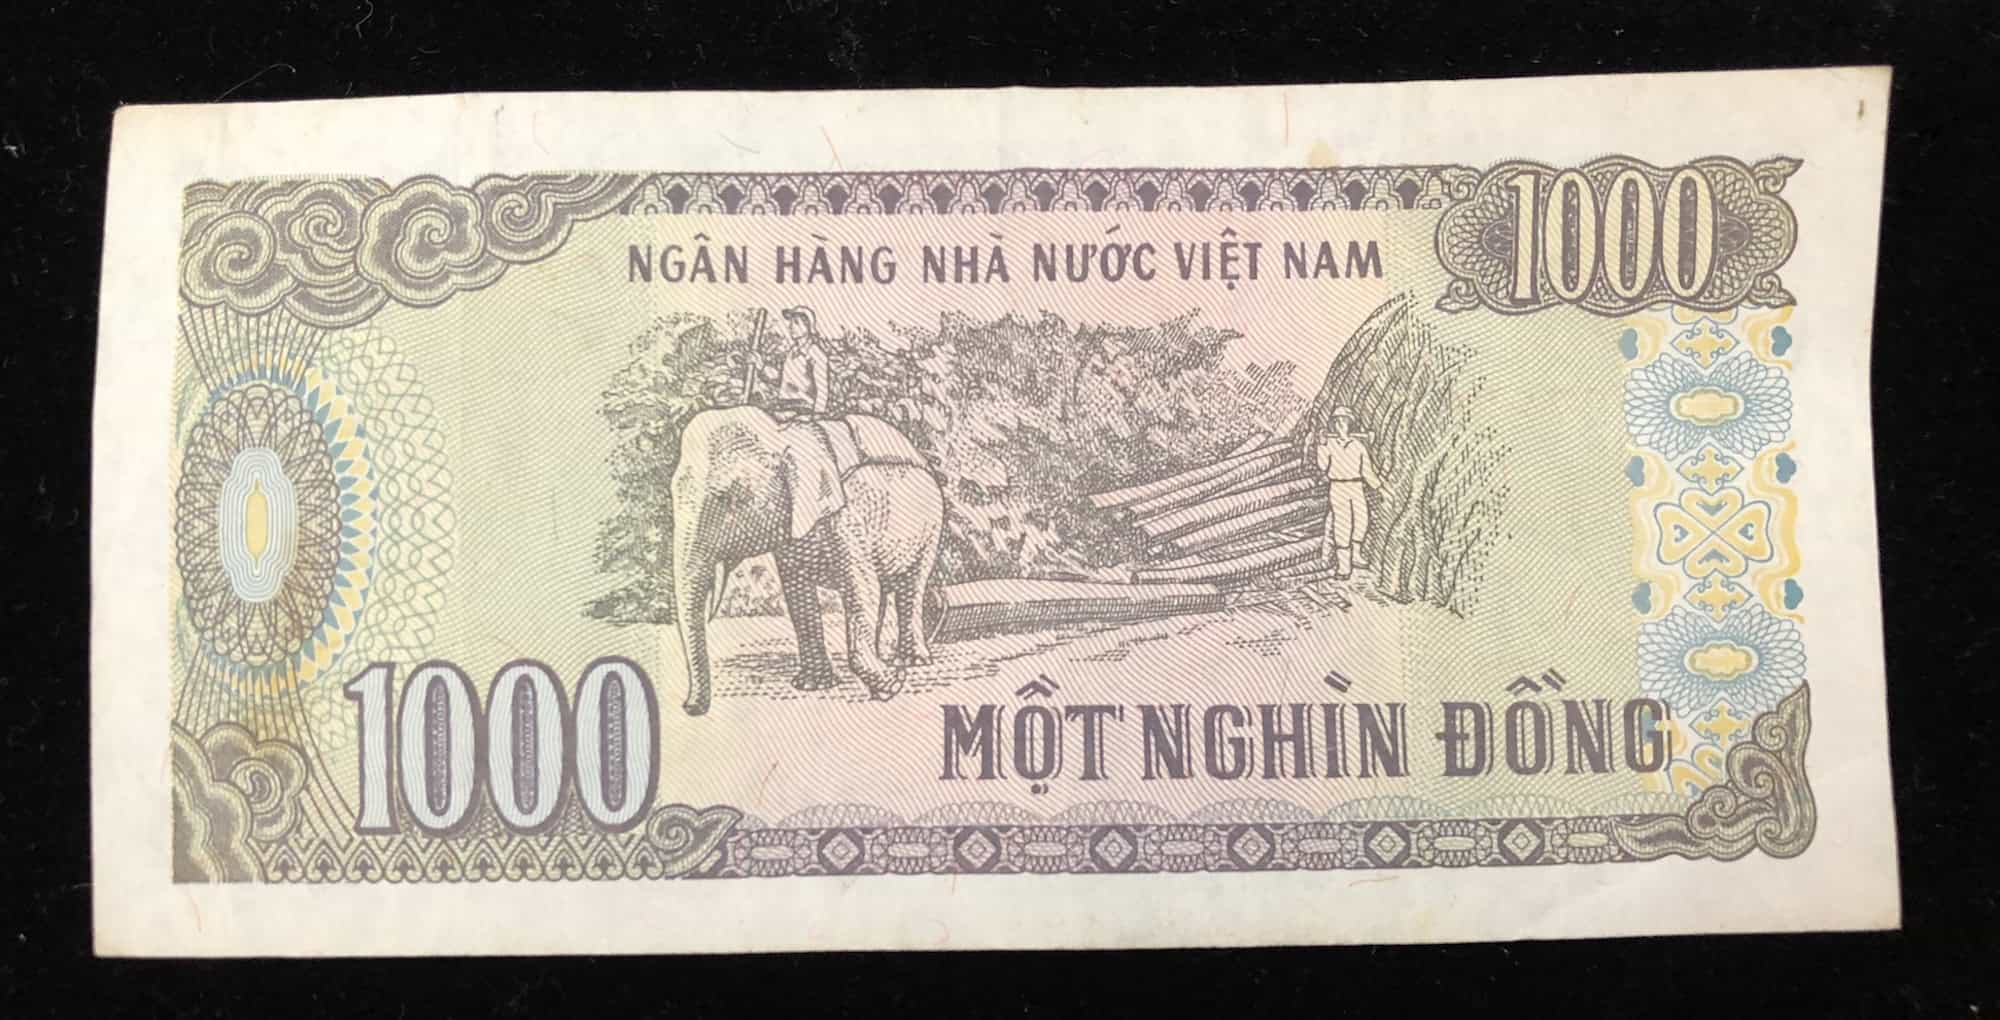 1000
NGÂN HÀNG NHÀ NƯỚC VIỆT NAM
1000
MỘT NGHÌN ĐỒNG